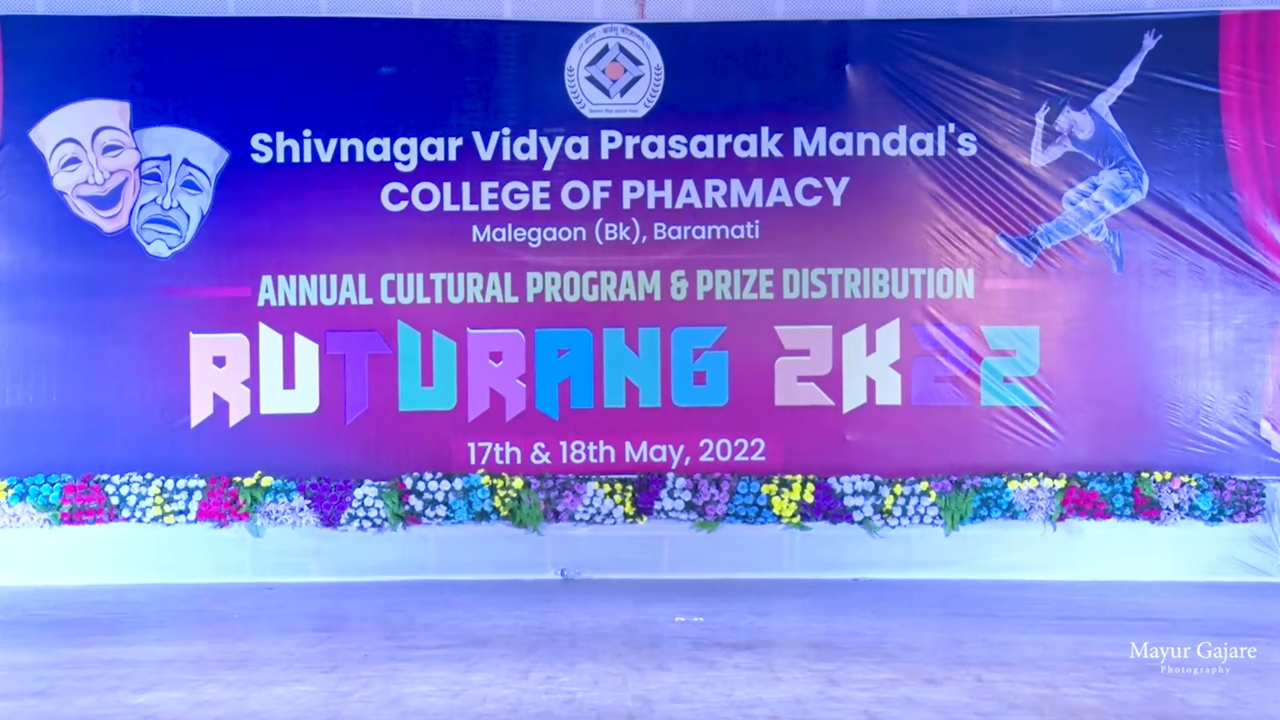 Shivnagar Vidya Prasarak Mandal's
COLLEGE OF PHARMACY
Malegaon (Bk), Baramati
ANNUAL CULTURAL PROGRAM & PRIZE DISTRIBUTION
RUTURANG 2K22
17th & 18th May, 2022
Mayur Gajare
Photography